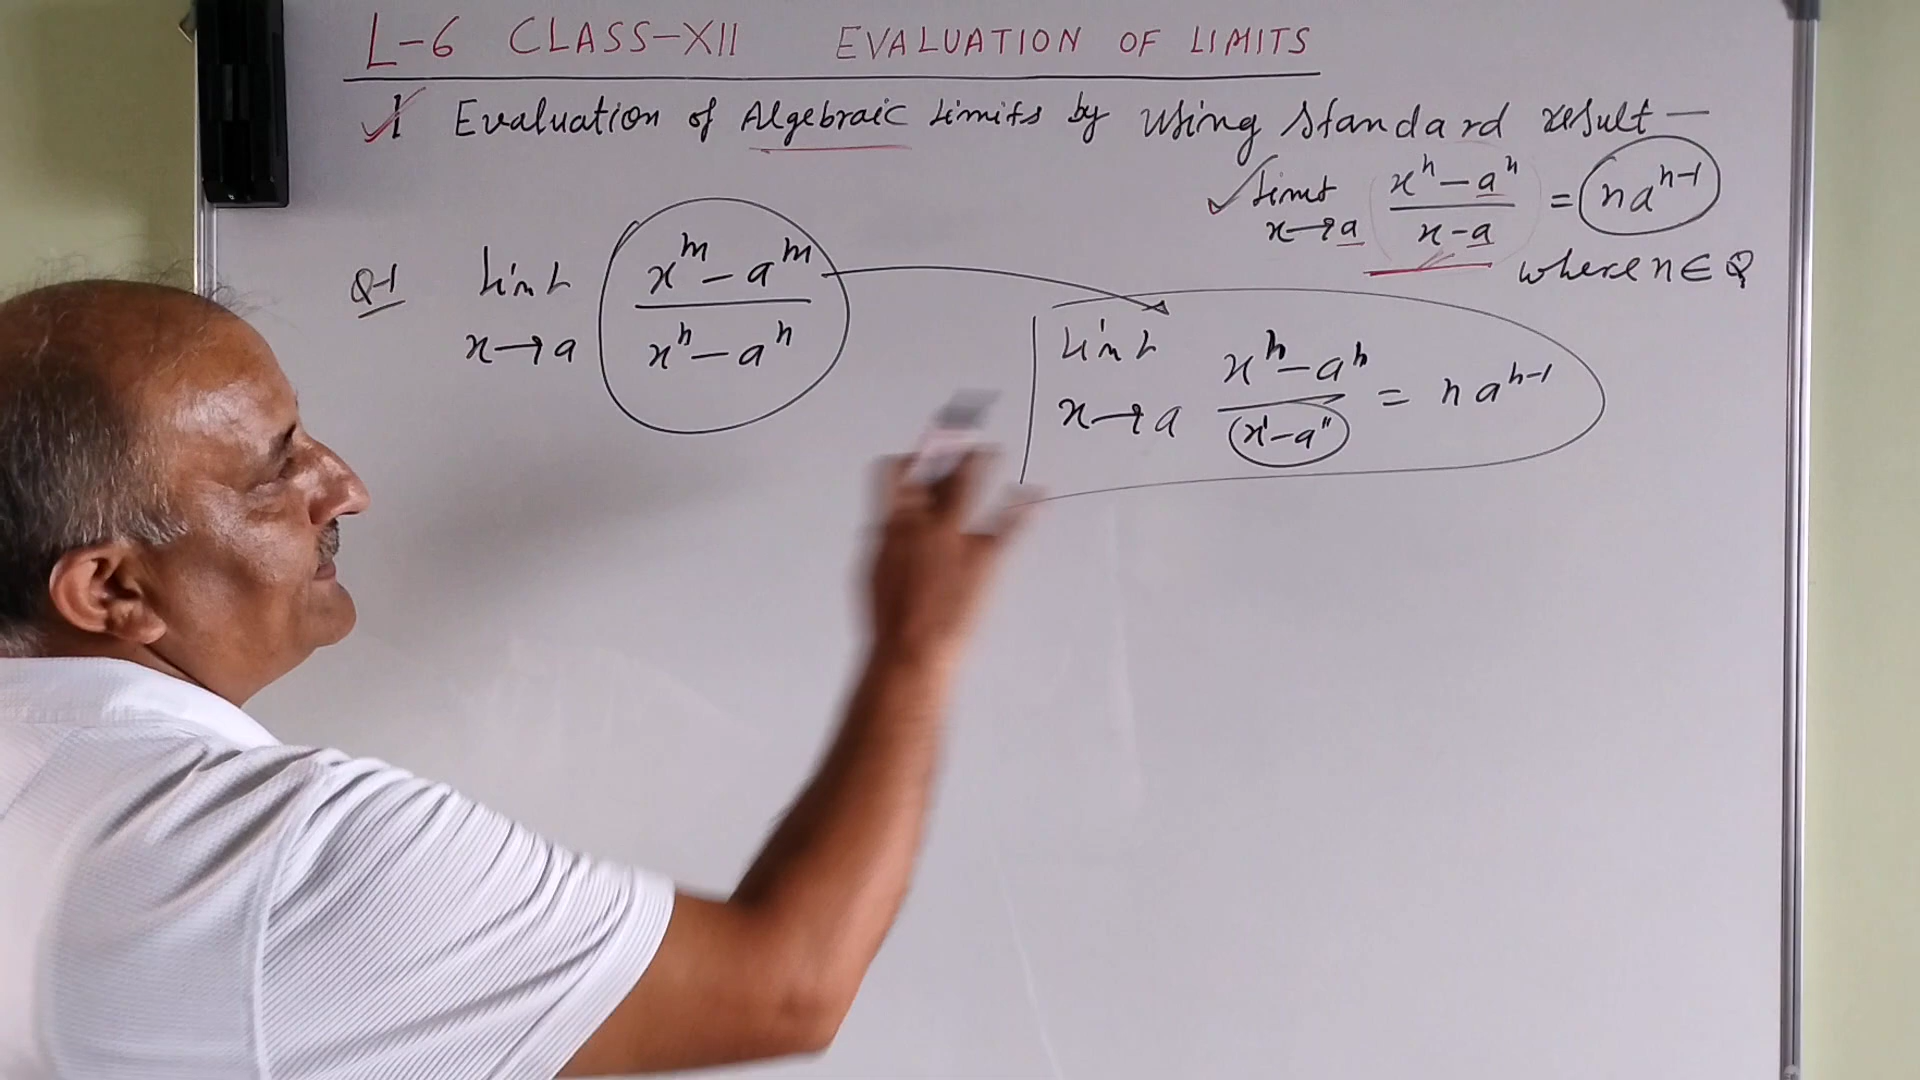 L-6 CLASS-XII EVALUATION OF LIMITS
1 Evaluation of Algebraic Limits by using standard result —
Limit x→a (xⁿ - aⁿ)/(x - a) = naⁿ⁻¹
where n ∈ Q
Q-1 Limit x→a (xᵐ - aᵐ)/(xⁿ - aⁿ)
Limit x→a (xⁿ - aⁿ)/(x¹ - a¹) = naⁿ⁻¹